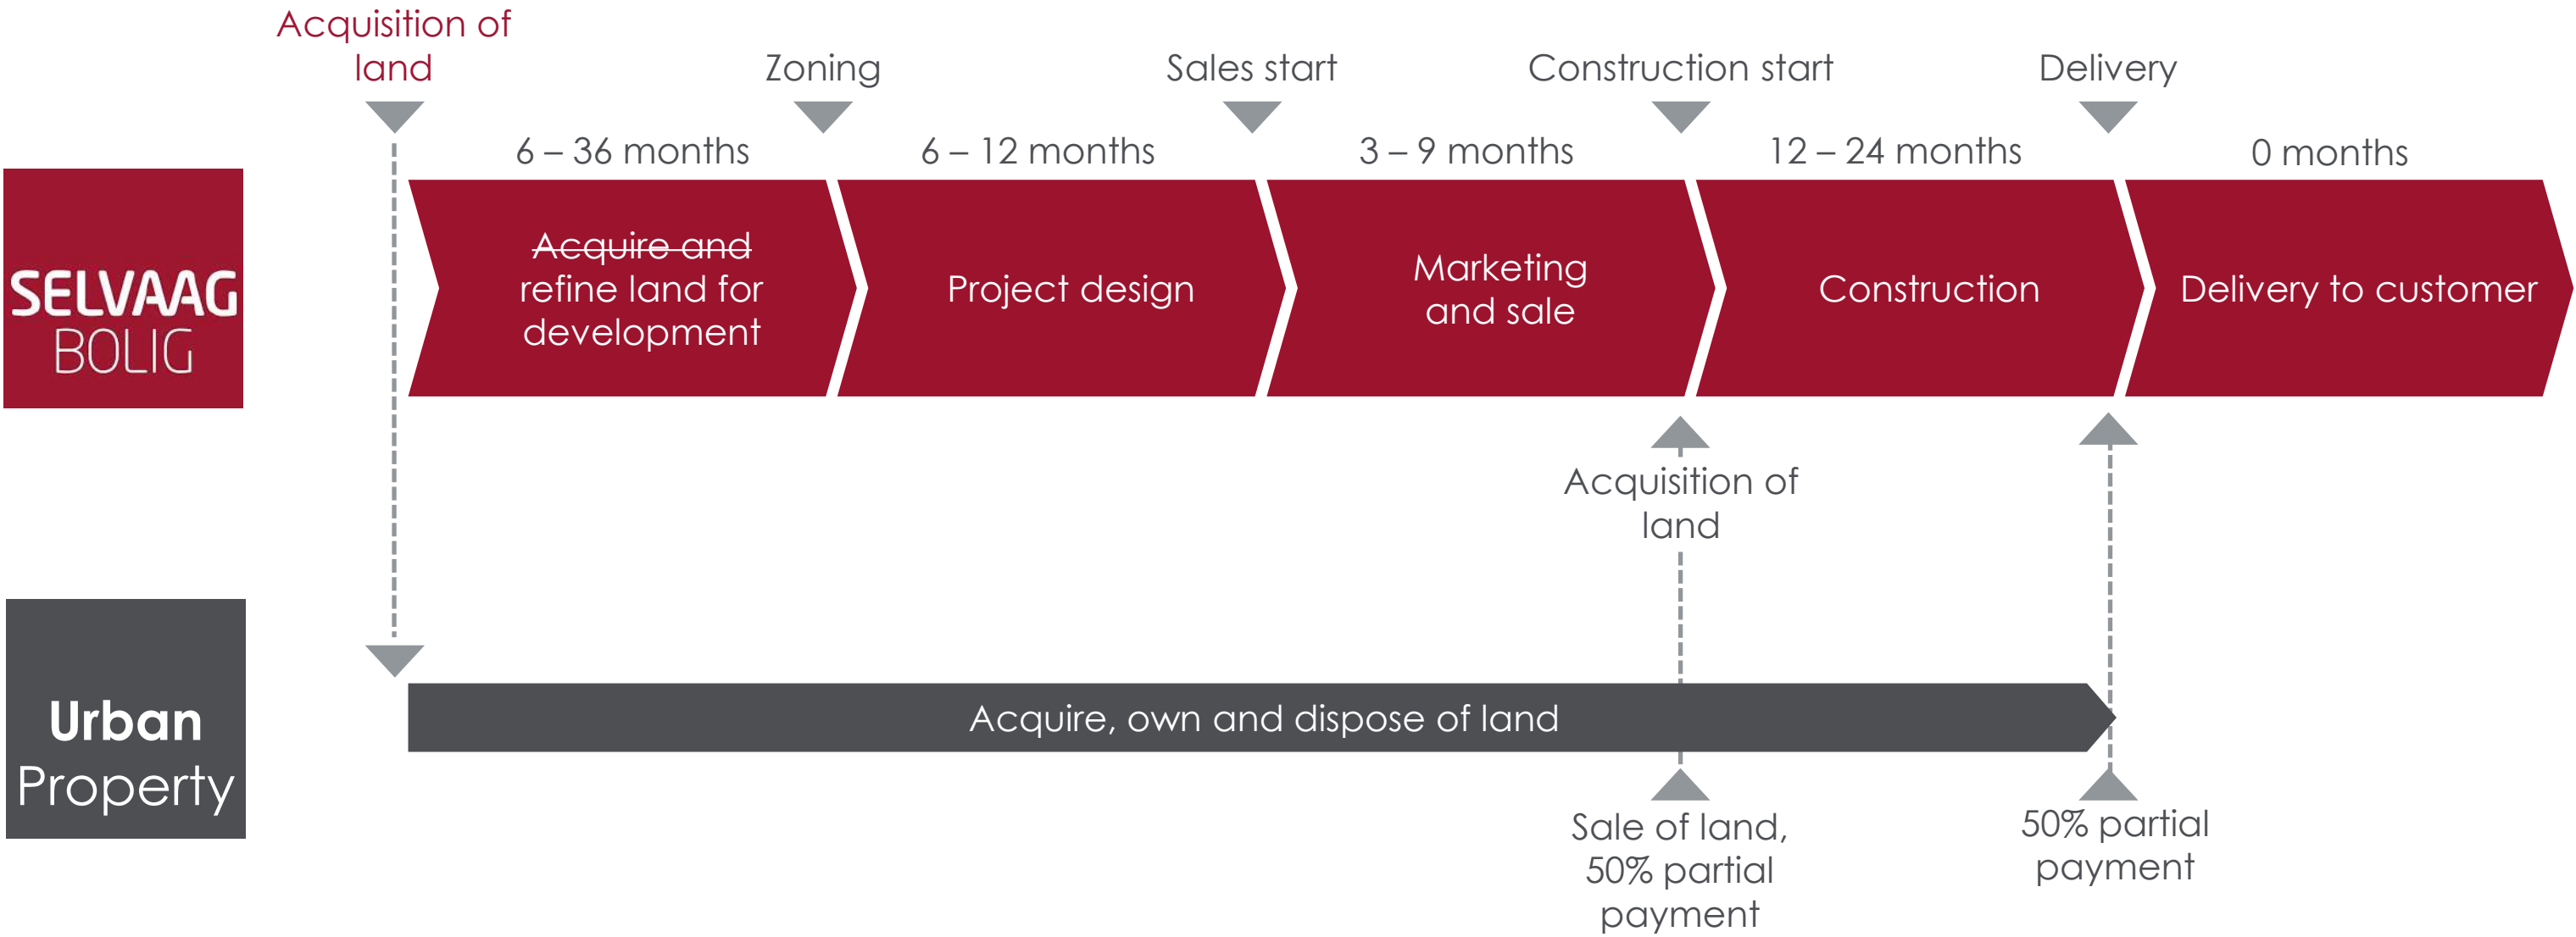 Acquisition of
land
Zoning
Sales start
Construction start
Delivery
6 – 36 months
6 – 12 months
3 – 9 months
12 – 24 months
0 months
SELVAAG
BOLIG
Acquire and
refine land for
development
Project design
Marketing
and sale
Construction
Delivery to customer
Acquisition of
land
Urban
Property
Acquire, own and dispose of land
Sale of land,
50% partial
payment
50% partial
payment